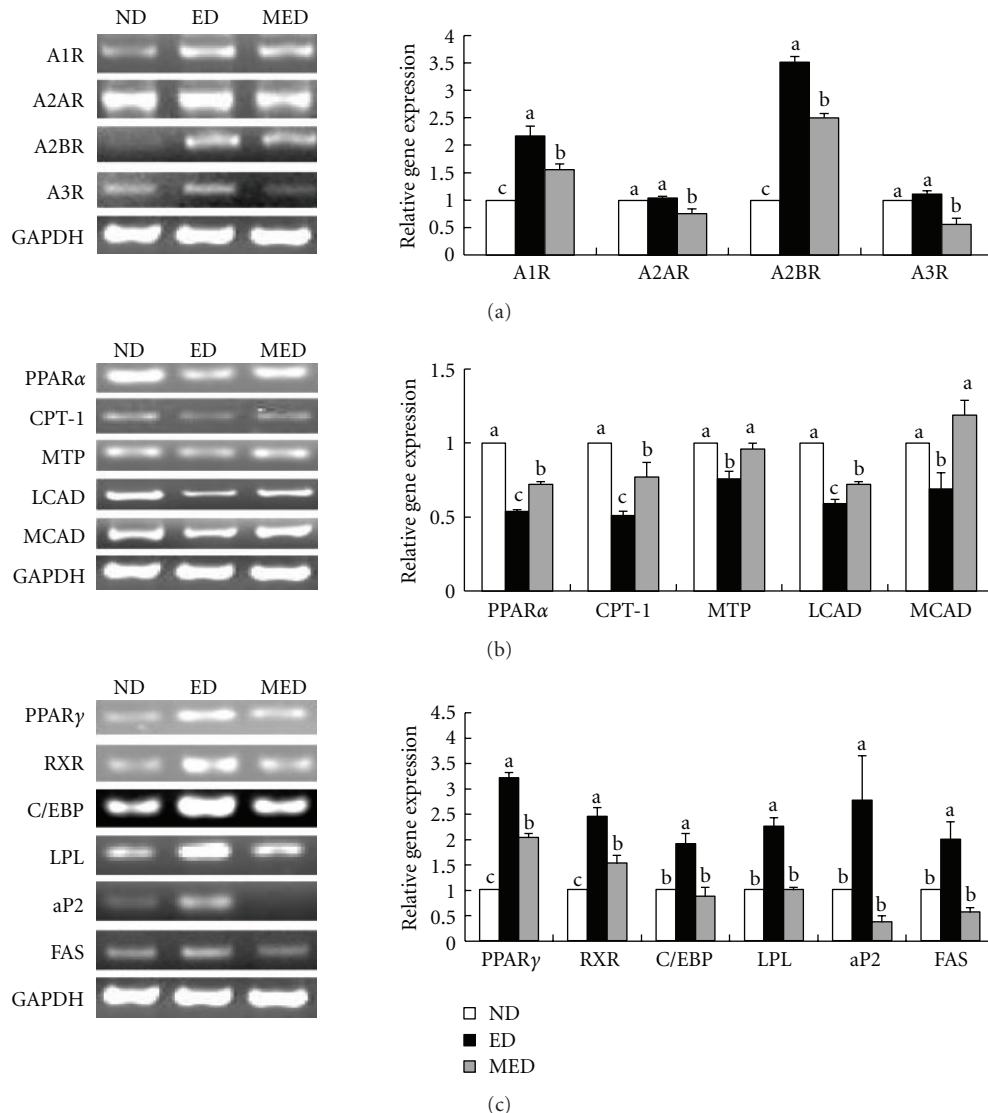 ND ED MED
A1R
A2AR
A2BR
A3R
GAPDH
Relative gene expression
4
3.5
3
2.5
2
1.5
1
0.5
0
c a b
a a b
c a b
a a b
A1R A2AR A2BR A3R
(a)
ND ED MED
PPARα
CPT-1
MTP
LCAD
MCAD
GAPDH
Relative gene expression
1.5
1
0.5
0
a c b
a c b
a b a
a c b
a b a
PPARα CPT-1 MTP LCAD MCAD
(b)
ND ED MED
PPARγ
RXR
C/EBP
LPL
aP2
FAS
GAPDH
Relative gene expression
4.5
4
3.5
3
2.5
2
1.5
1
0.5
0
c a b
c a b
b a b
b a b
b a b
b a b
PPARγ RXR C/EBP LPL aP2 FAS
ND
ED
MED
(c)